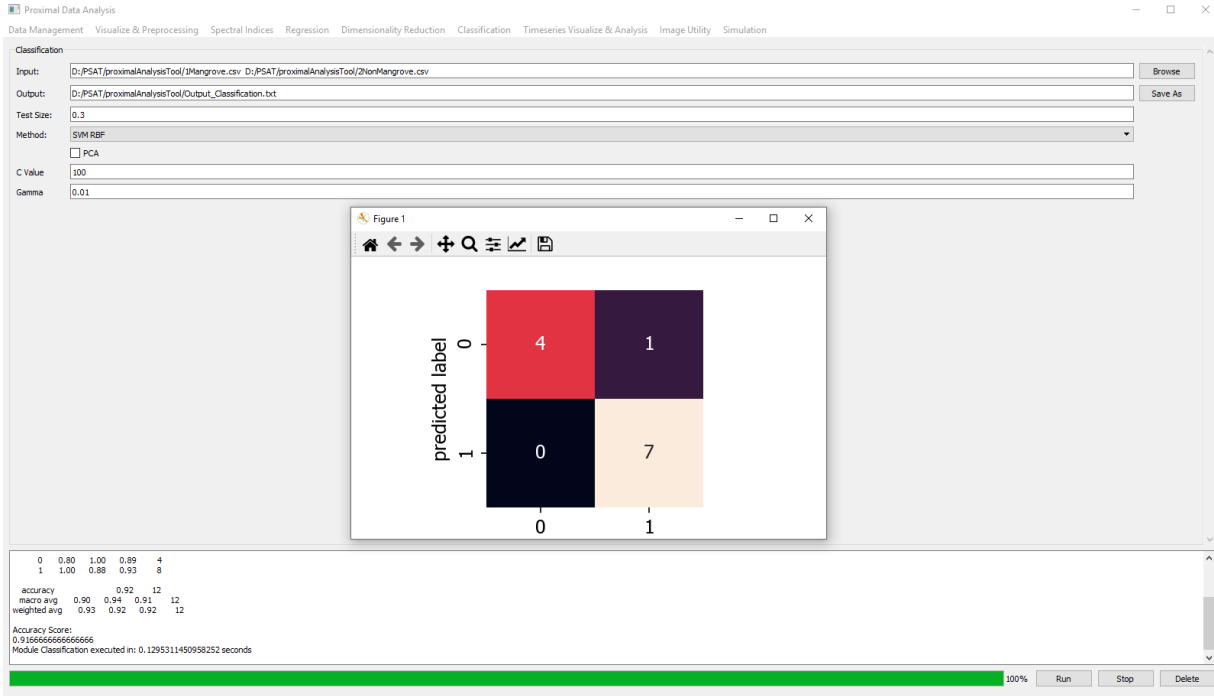 Proximal Data Analysis
Data Management Visualize & Preprocessing Spectral Indices Regression Dimensionality Reduction Classification Timeseries Visualize & Analysis Image Utility Simulation
Classification
Input: D:/PSAT/proximalAnalysisTool/1Mangrove.csv D:/PSAT/proximalAnalysisTool/2NonMangrove.csv Browse
Output: D:/PSAT/proximalAnalysisTool/Output_Classification.txt Save As
Test Size: 0.3
Method: SVM RBF
PCA
C Value 100
Gamma 0.01
Figure 1
predicted label
0 4 1
1 0 7
0 1
0 0.80 1.00 0.89 4
1 1.00 0.88 0.93 8
accuracy 0.92 12
macro avg 0.90 0.94 0.91 12
weighted avg 0.93 0.92 0.92 12
Accuracy Score:
0.9166666666666666
Module Classification executed in: 0.1295311450958252 seconds
100% Run Stop Delete